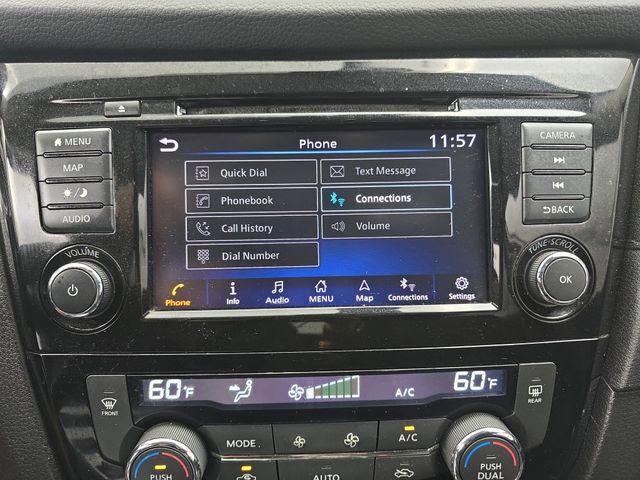 MENU
MAP
AUDIO
VOLUME
Phone
11:57
Quick Dial
Text Message
Phonebook
Connections
Call History
Volume
Dial Number
Phone
Info
Audio
MENU
Map
Connections
Settings
CAMERA
BACK
TUNE·SCROLL
OK
60°F
A/C
60°F
FRONT
REAR
MODE
A/C
AUTO
PUSH
PUSH
DUAL